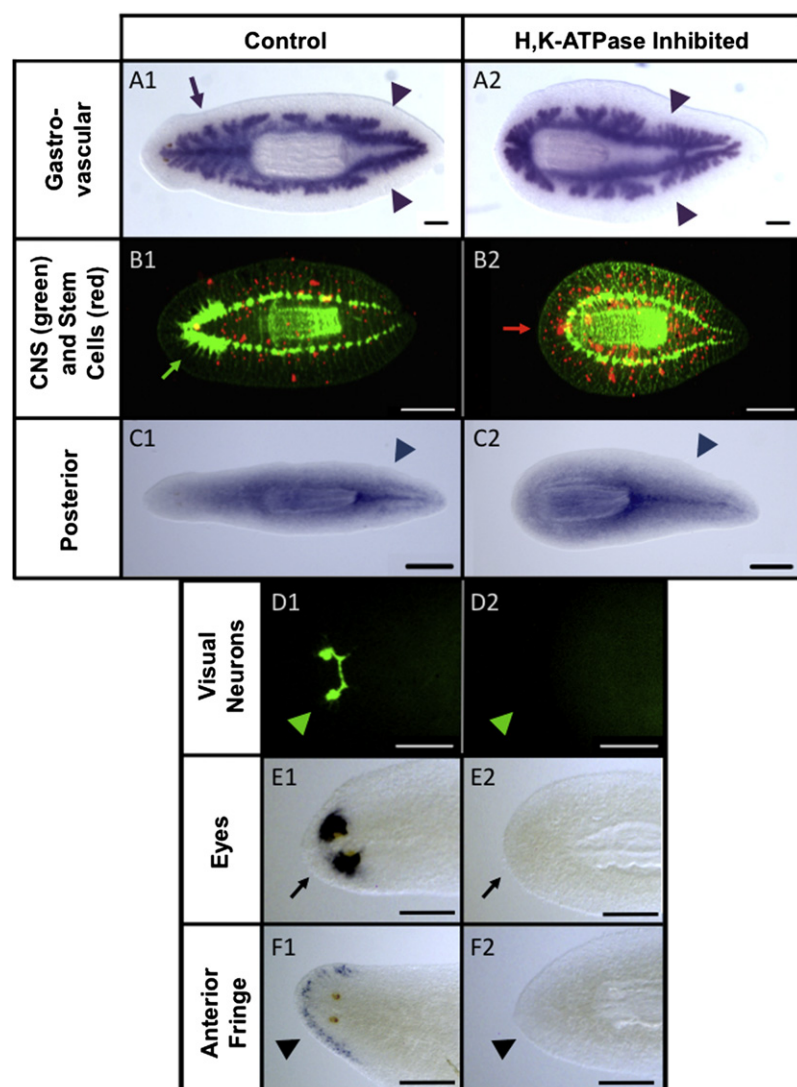 Control
H,K-ATPase Inhibited
Gastro-
vascular
A1
A2
CNS (green)
and Stem
Cells (red)
B1
B2
Posterior
C1
C2
Visual
Neurons
D1
D2
Eyes
E1
E2
Anterior
Fringe
F1
F2